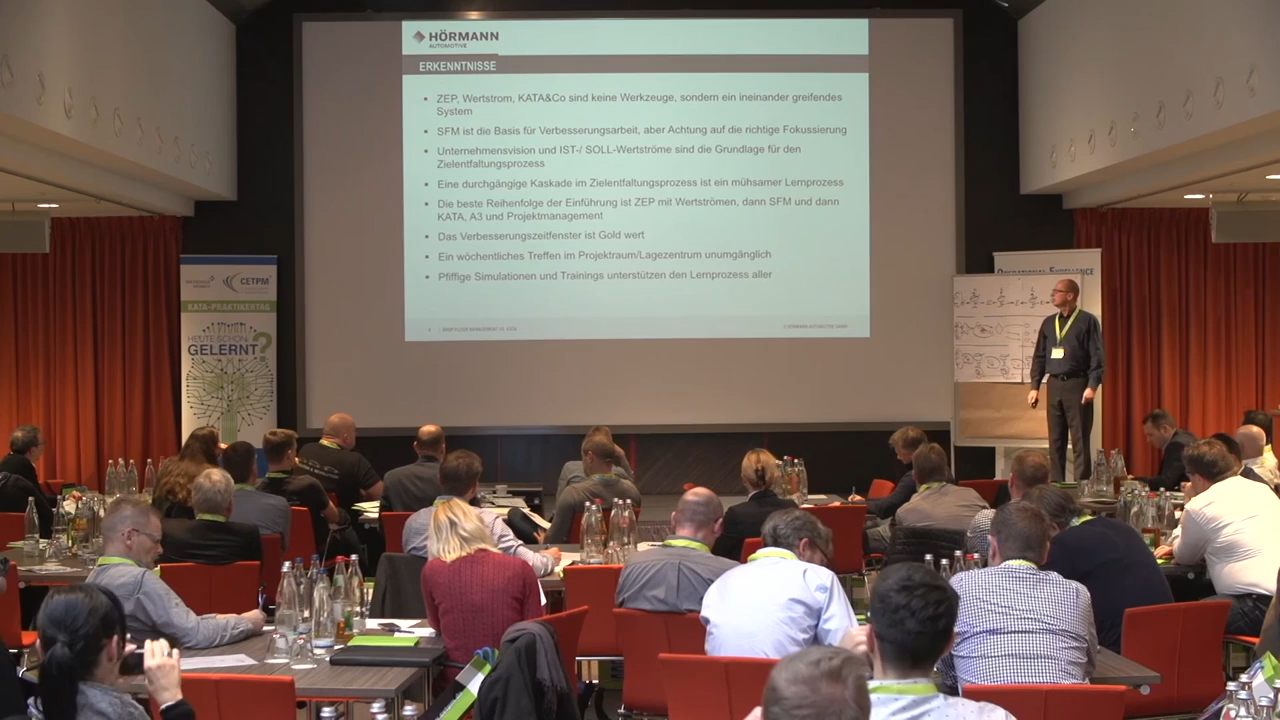 HÖRMANN
AUTOMOTIVE
ERKENNTNISSE
ZEP, Wertstrom, KATA&Co sind keine Werkzeuge, sondern ein ineinander greifendes
System
SFM ist die Basis für Verbesserungsarbeit, aber Achtung auf die richtige Fokussierung
Unternehmensvision und IST-/ SOLL-Wertströme sind die Grundlage für den
Zielentfaltungsprozess
Eine durchgängige Kaskade im Zielentfaltungsprozess ist ein mühsamer Lernprozess
Die beste Reihenfolge der Einführung ist ZEP mit Wertströmen, dann SFM und dann
KATA, A3 und Projektmanagement
Das Verbesserungszeitfenster ist Gold wert
Ein wöchentliches Treffen im Projektraum/Lagezentrum unumgänglich
Pfiffige Simulationen und Trainings unterstützen den Lernprozess aller
CETPM
KATA-PRAKTIKERTAG
HEUTE SCHON
GELERNT?
OPERATIONAL EXCELLENCE